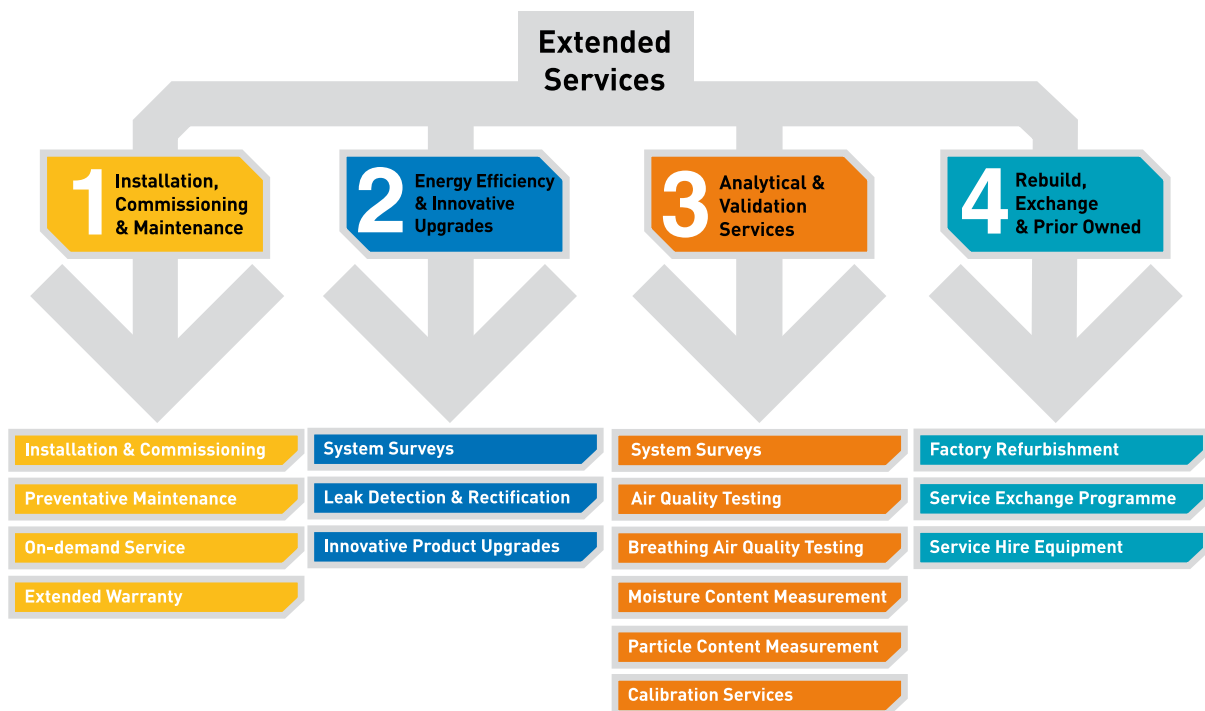 Extended
Services
1
Installation,
Commissioning
& Maintenance
2
Energy Efficiency
& Innovative
Upgrades
3
Analytical &
Validation
Services
4
Rebuild,
Exchange
& Prior Owned
Installation & Commissioning
Preventative Maintenance
On-demand Service
Extended Warranty
System Surveys
Leak Detection & Rectification
Innovative Product Upgrades
System Surveys
Air Quality Testing
Breathing Air Quality Testing
Moisture Content Measurement
Particle Content Measurement
Calibration Services
Factory Refurbishment
Service Exchange Programme
Service Hire Equipment